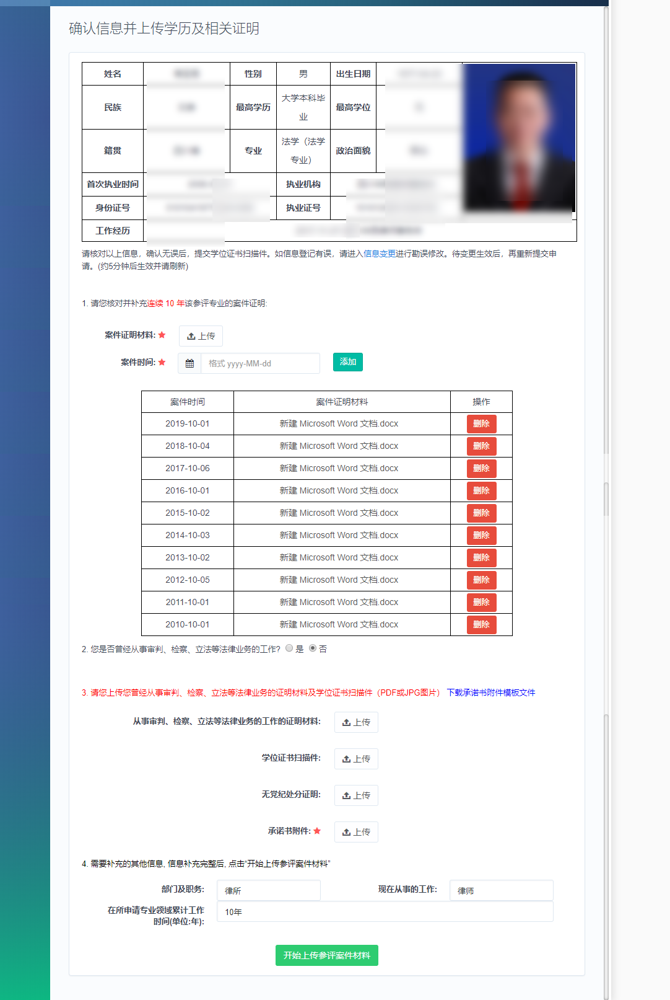 确认信息并上传学历及相关证明
姓名 性别 男 出生日期
民族 最高学历 大学本科毕
业 最高学位
籍贯 专业 法学（法学
专业） 政治面貌
首次执业时间 执业机构
身份证号 执业证号
工作经历
请核对以上信息，确认无误后，提交学位证书扫描件。如信息登记有误，请进入信息变更进行勘误修改。待变更生效后，再重新提交申
请。(约5分钟后生效并请刷新)
1. 请您核对并补充连续 10 年该参评专业的案件证明:
案件证明材料: ★ 上传
案件时间: ★ 格式 yyyy-MM-dd 添加
案件时间 案件证明材料 操作
2019-10-01 新建 Microsoft Word 文档.docx 删除
2018-10-04 新建 Microsoft Word 文档.docx 删除
2017-10-06 新建 Microsoft Word 文档.docx 删除
2016-10-01 新建 Microsoft Word 文档.docx 删除
2015-10-02 新建 Microsoft Word 文档.docx 删除
2014-10-03 新建 Microsoft Word 文档.docx 删除
2013-10-02 新建 Microsoft Word 文档.docx 删除
2012-10-05 新建 Microsoft Word 文档.docx 删除
2011-10-01 新建 Microsoft Word 文档.docx 删除
2010-10-01 新建 Microsoft Word 文档.docx 删除
2. 您是否曾经从事审判、检察、立法等法律业务的工作? 是 否
3. 请您上传您曾经从事审判、检察、立法等法律业务的证明材料及学位证书扫描件（PDF或JPG图片） 下载承诺书附件模板文件
从事审判、检察、立法等法律业务的工作的证明材料: 上传
学位证书扫描件: 上传
无党纪处分证明: 上传
承诺书附件: ★ 上传
4. 需要补充的其他信息, 信息补充完整后, 点击“开始上传参评案件材料”
部门及职务: 律所 现在从事的工作: 律师
在所申请专业领域累计工作
时间(单位:年): 10年
开始上传参评案件材料